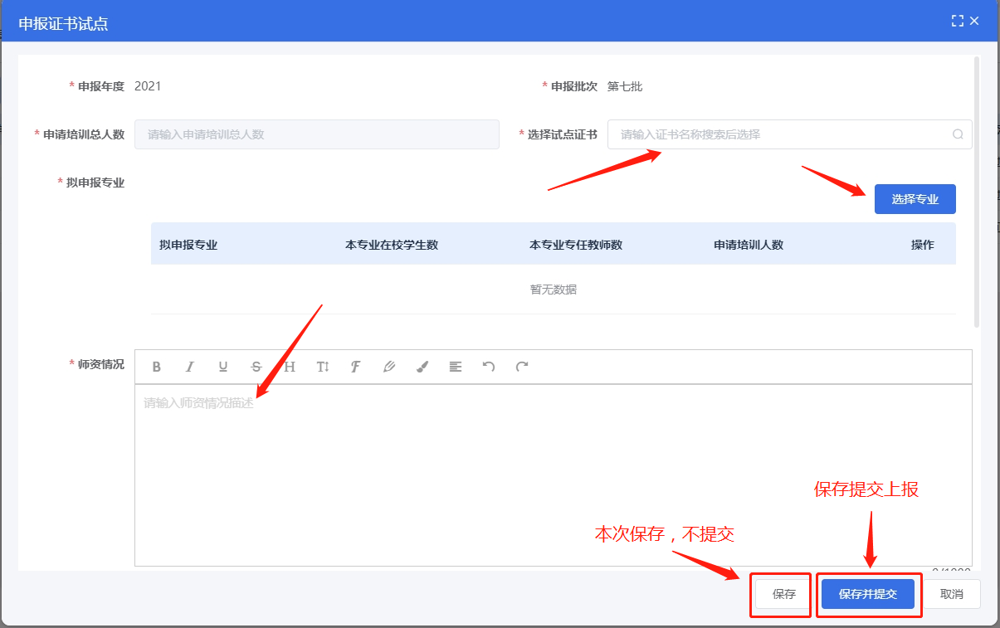 申报证书试点
* 申报年度 2021 * 申报批次 第七批
* 申请培训总人数 请输入申请培训总人数 * 选择试点证书 请输入证书名称搜索后选择
* 拟申报专业
选择专业
拟申报专业 本专业在校学生数 本专业专任教师数 申请培训人数 操作
暂无数据
* 师资情况
请输入师资情况描述
保存提交上报
本次保存，不提交
保存 保存并提交 取消